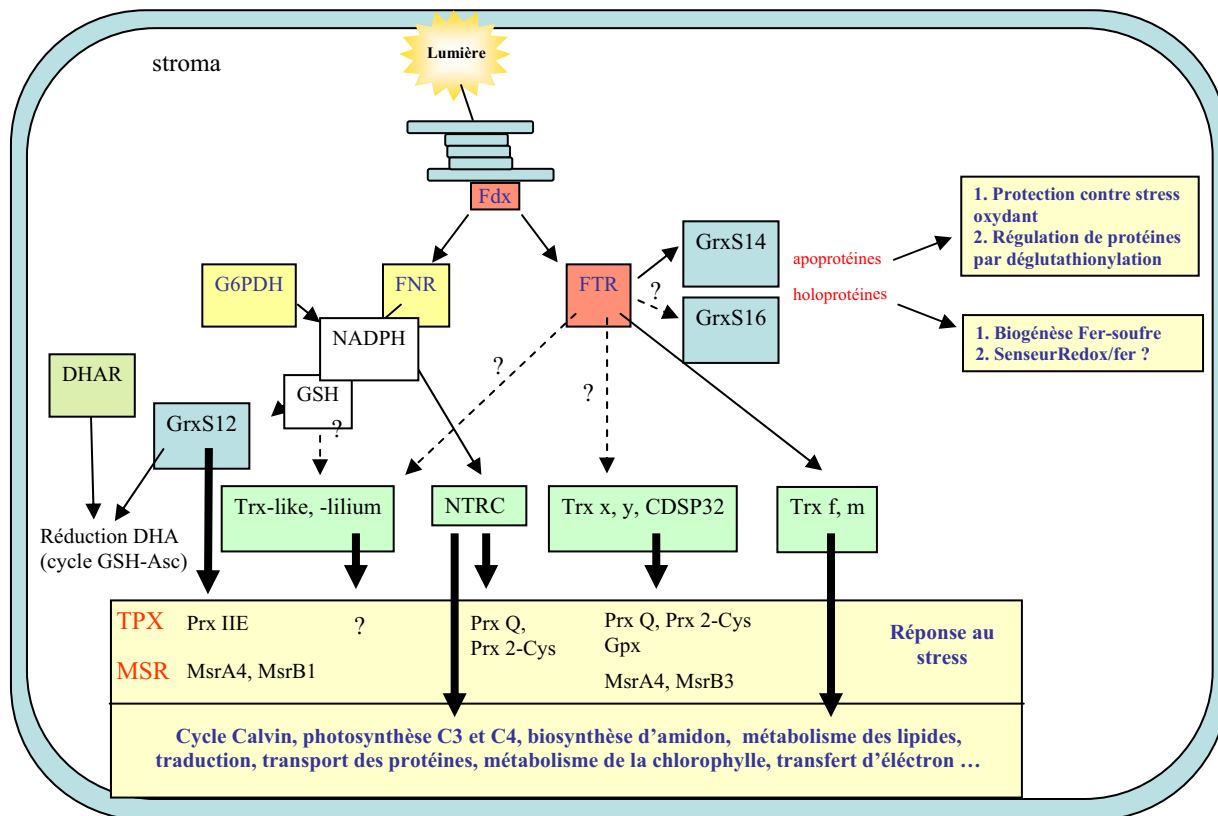 Lumière
stroma
Fdx
1. Protection contre stress
oxydant
2. Régulation de protéines
par déglutathionylation
GrxS14
apoprotéines
G6PDH
FNR
FTR
?
holoprotéines
GrxS16
NADPH
1. Biogénèse Fer-soufre
2. SenseurRedox/fer ?
DHAR
?
GSH
?
GrxS12
?
Trx-like, -lilium
NTRC
Trx x, y, CDSP32
Trx f, m
Réduction DHA
(cycle GSH-Asc)
TPX
Prx IIE
?
Prx Q,
Prx 2-Cys
Prx Q, Prx 2-Cys
Gpx
Réponse au
stress
MSR
MsrA4, MsrB1
MsrA4, MsrB3
Cycle Calvin, photosynthèse C3 et C4, biosynthèse d’amidon, métabolisme des lipides,
traduction, transport des protéines, métabolisme de la chlorophylle, transfert d’éléctron …